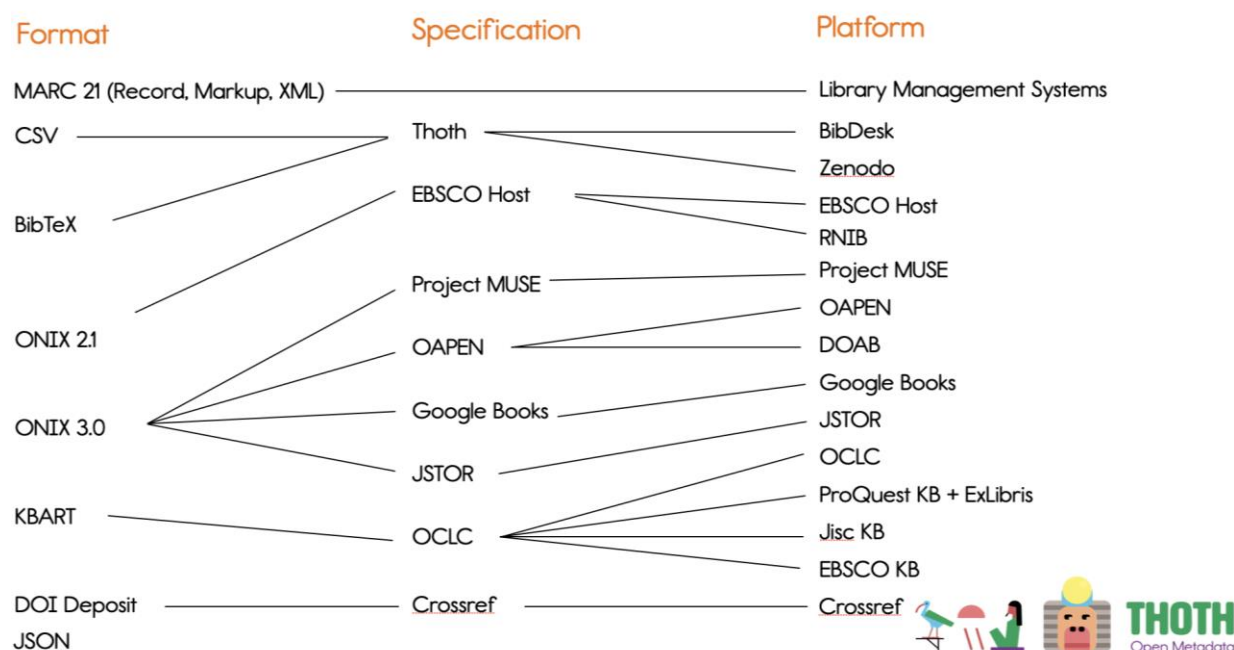 Format
Specification
Platform
MARC 21 (Record, Markup, XML)
Library Management Systems
CSV
Thoth
BibDesk
Zenodo
BibTeX
EBSCO Host
EBSCO Host
RNIB
Project MUSE
Project MUSE
ONIX 2.1
OAPEN
OAPEN
DOAB
ONIX 3.0
Google Books
Google Books
JSTOR
JSTOR
OCLC
KBART
OCLC
ProQuest KB + ExLibris
Jisc KB
EBSCO KB
DOI Deposit
Crossref
Crossref
JSON
THOTH
Open Metadata